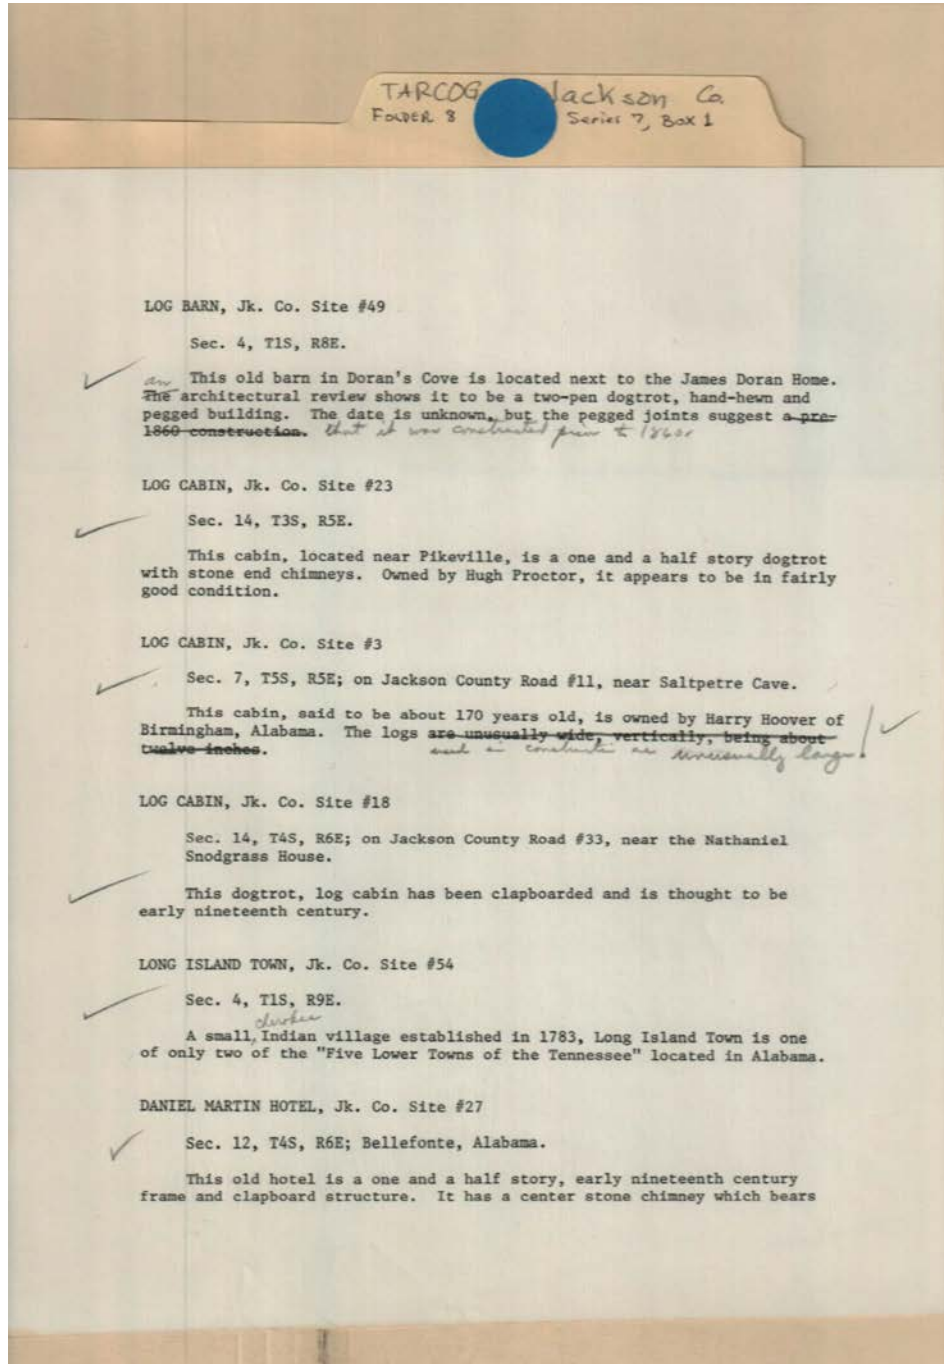 TARCOG Jackson Co.
FOLDER 8 Series 7, Box 1
LOG BARN, Jk. Co. Site #49
Sec. 4, T1S, R8E.
an This old barn in Doran's Cove is located next to the James Doran Home.
The architectural review shows it to be a two-pen dogtrot, hand-hewn and
pegged building. The date is unknown, but the pegged joints suggest a pre-
1860 construction. that it was constructed prior to 1860.
LOG CABIN, Jk. Co. Site #23
Sec. 14, T3S, R5E.
This cabin, located near Pikeville, is a one and a half story dogtrot
with stone end chimneys. Owned by Hugh Proctor, it appears to be in fairly
good condition.
LOG CABIN, Jk. Co. Site #3
Sec. 7, T5S, R5E; on Jackson County Road #11, near Saltpetre Cave.
This cabin, said to be about 170 years old, is owned by Harry Hoover of
Birmingham, Alabama. The logs are unusually wide, vertically, being about
twelve inches. used in unusually large.
LOG CABIN, Jk. Co. Site #18
Sec. 14, T4S, R6E; on Jackson County Road #33, near the Nathaniel
Snodgrass House.
This dogtrot, log cabin has been clapboarded and is thought to be
early nineteenth century.
LONG ISLAND TOWN, Jk. Co. Site #54
Sec. 4, T1S, R9E.
cherokee
A small, Indian village established in 1783, Long Island Town is one
of only two of the "Five Lower Towns of the Tennessee" located in Alabama.
DANIEL MARTIN HOTEL, Jk. Co. Site #27
Sec. 12, T4S, R6E; Bellefonte, Alabama.
This old hotel is a one and a half story, early nineteenth century
frame and clapboard structure. It has a center stone chimney which bears